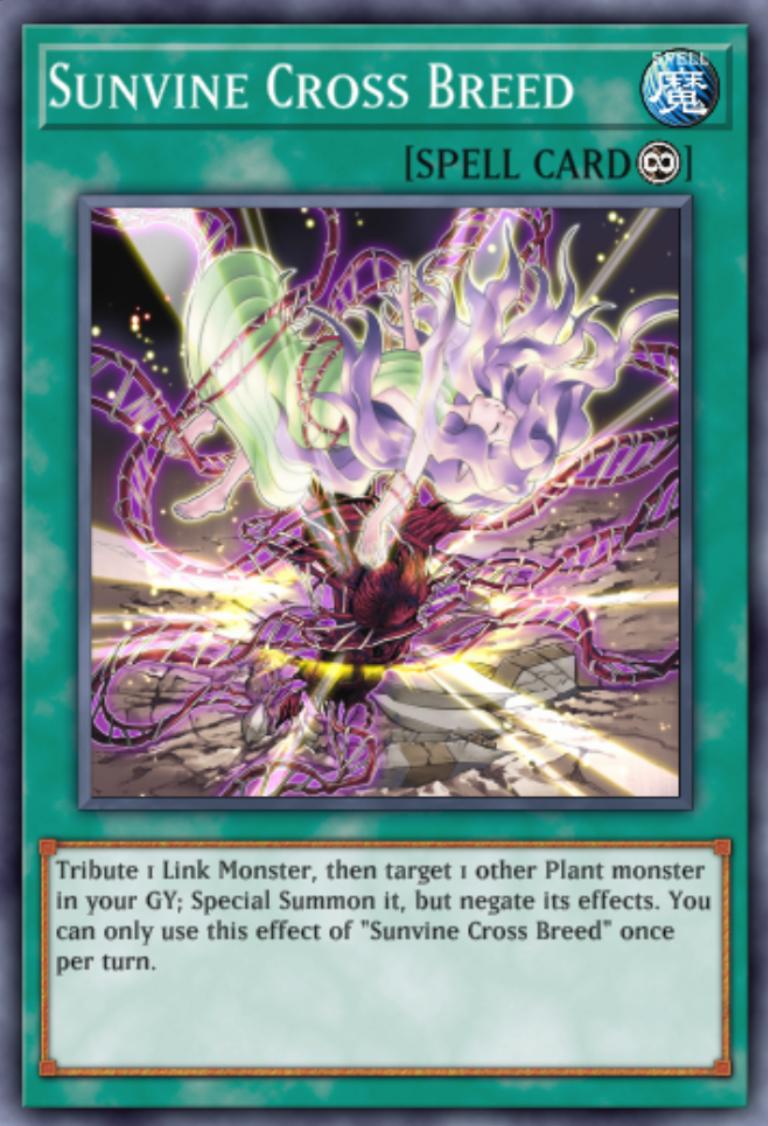 SUNVINE CROSS BREED
SPELL
魔
[SPELL CARD]
Tribute 1 Link Monster, then target 1 other Plant monster
in your GY; Special Summon it, but negate its effects. You
can only use this effect of "Sunvine Cross Breed" once
per turn.